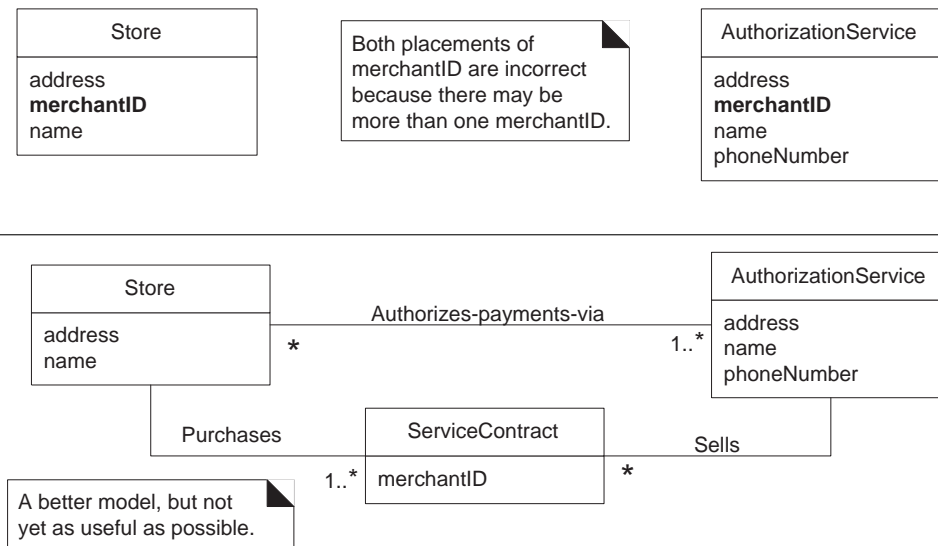 Store
address
merchantID
name
Both placements of
merchantID are incorrect
because there may be
more than one merchantID.
AuthorizationService
address
merchantID
name
phoneNumber
Store
address
name
Authorizes-payments-via
*
1..*
AuthorizationService
address
name
phoneNumber
Purchases
1..*
ServiceContract
merchantID
Sells
*
A better model, but not
yet as useful as possible.